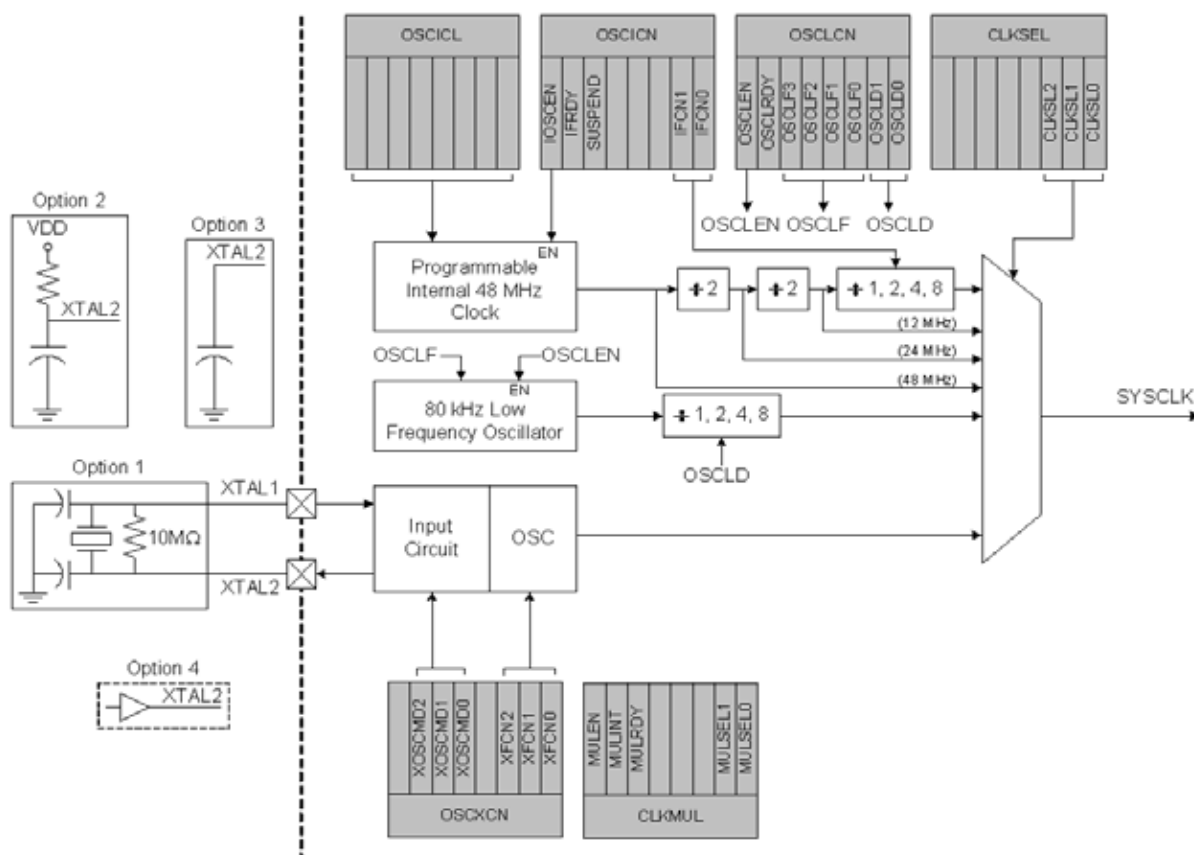 OSCICL
OSCICN
OSCLCN
CLKSEL
IOSCEN
IFRDY
SUSPEND
IFCN1
IFCN0
OSCLEN
OSCLRDY
OSCLF3
OSCLF2
OSCLF1
OSCLF0
OSCLD1
OSCLD0
CLKSL2
CLKSL1
CLKSL0
Option 2
VDD
XTAL2
Option 3
XTAL2
OSCLEN
OSCLF
OSCLD
EN
Programmable
Internal 48 MHz
Clock
÷ 2
÷ 2
÷ 1, 2, 4, 8
(12 MHz)
(24 MHz)
(48 MHz)
OSCLF
OSCLEN
EN
80 kHz Low
Frequency Oscillator
÷ 1, 2, 4, 8
OSCLD
SYSCLK
Option 1
10MΩ
XTAL1
XTAL2
Input
Circuit
OSC
Option 4
XTAL2
XOSCMD2
XOSCMD1
XOSCMD0
XFCN2
XFCN1
XFCN0
OSCXCN
MULEN
MULINT
MULRDY
MULSEL1
MULSEL0
CLKMUL